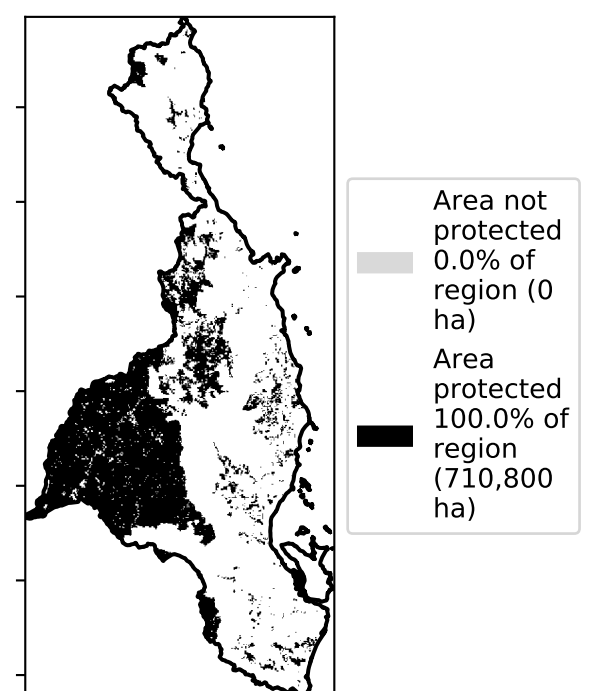 Area not
protected
0.0% of
region (0
ha)
Area
protected
100.0% of
region
(710,800
ha)